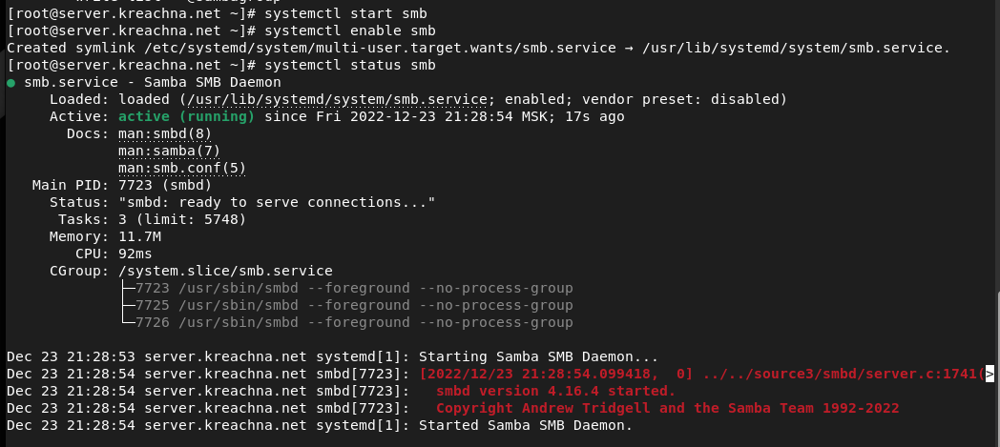 [root@server.kreachna.net ~]# systemctl start smb
[root@server.kreachna.net ~]# systemctl enable smb
Created symlink /etc/systemd/system/multi-user.target.wants/smb.service → /usr/lib/systemd/system/smb.service.
[root@server.kreachna.net ~]# systemctl status smb
● smb.service - Samba SMB Daemon
     Loaded: loaded (/usr/lib/systemd/system/smb.service; enabled; vendor preset: disabled)
     Active: active (running) since Fri 2022-12-23 21:28:54 MSK; 17s ago
       Docs: man:smbd(8)
             man:samba(7)
             man:smb.conf(5)
   Main PID: 7723 (smbd)
     Status: "smbd: ready to serve connections..."
      Tasks: 3 (limit: 5748)
     Memory: 11.7M
        CPU: 92ms
     CGroup: /system.slice/smb.service
             ├─7723 /usr/sbin/smbd --foreground --no-process-group
             ├─7725 /usr/sbin/smbd --foreground --no-process-group
             └─7726 /usr/sbin/smbd --foreground --no-process-group
Dec 23 21:28:53 server.kreachna.net systemd[1]: Starting Samba SMB Daemon...
Dec 23 21:28:54 server.kreachna.net smbd[7723]: [2022/12/23 21:28:54.099418,  0] ../../source3/smbd/server.c:1741(>
Dec 23 21:28:54 server.kreachna.net smbd[7723]:   smbd version 4.16.4 started.
Dec 23 21:28:54 server.kreachna.net smbd[7723]:   Copyright Andrew Tridgell and the Samba Team 1992-2022
Dec 23 21:28:54 server.kreachna.net systemd[1]: Started Samba SMB Daemon.